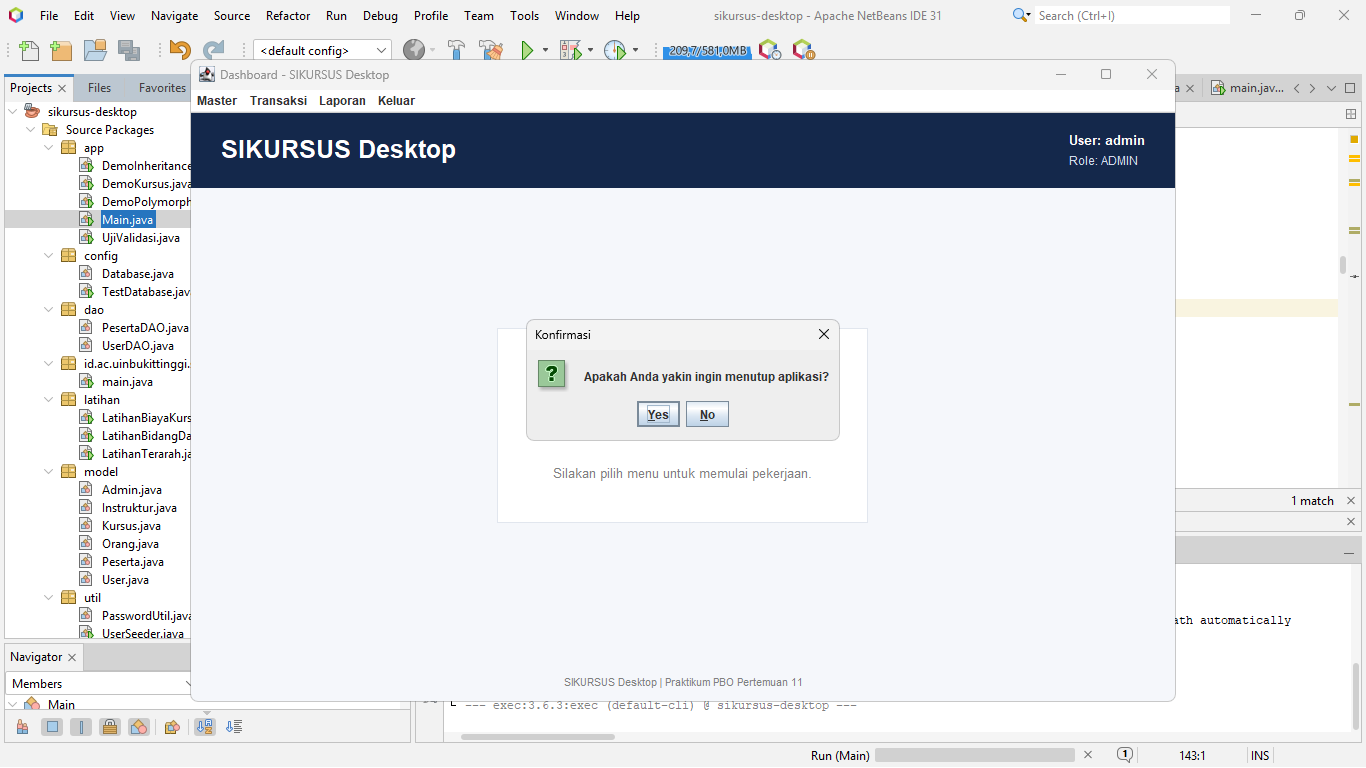 File Edit View Navigate Source Refactor Run Debug Profile Team Tools Window Help
sikursus-desktop - Apache NetBeans IDE 31
Search (Ctrl+I)
<default config>
209,7/581,0MB
Projects Files Favorites
main.jav...
sikursus-desktop
Source Packages
app
DemoInheritance
DemoKursus.java
DemoPolymorph
Main.java
UjiValidasi.java
config
Database.java
TestDatabase.jav
dao
PesertaDAO.java
UserDAO.java
id.ac.uinbukittinggi.
main.java
latihan
LatihanBiayaKurs
LatihanBidangDa
LatihanTerarah.ja
model
Admin.java
Instruktur.java
Kursus.java
Orang.java
Peserta.java
User.java
util
PasswordUtil.java
UserSeeder.java
Navigator
Members
Main
Dashboard - SIKURSUS Desktop
Master Transaksi Laporan Keluar
SIKURSUS Desktop
User: admin
Role: ADMIN
Konfirmasi
Apakah Anda yakin ingin menutup aplikasi?
Yes No
Silakan pilih menu untuk memulai pekerjaan.
SIKURSUS Desktop | Praktikum PBO Pertemuan 11
1 match
ath automatically
--- exec:3.6.3:exec (default-cli) @ sikursus-desktop ---
Run (Main)
1
143:1
INS